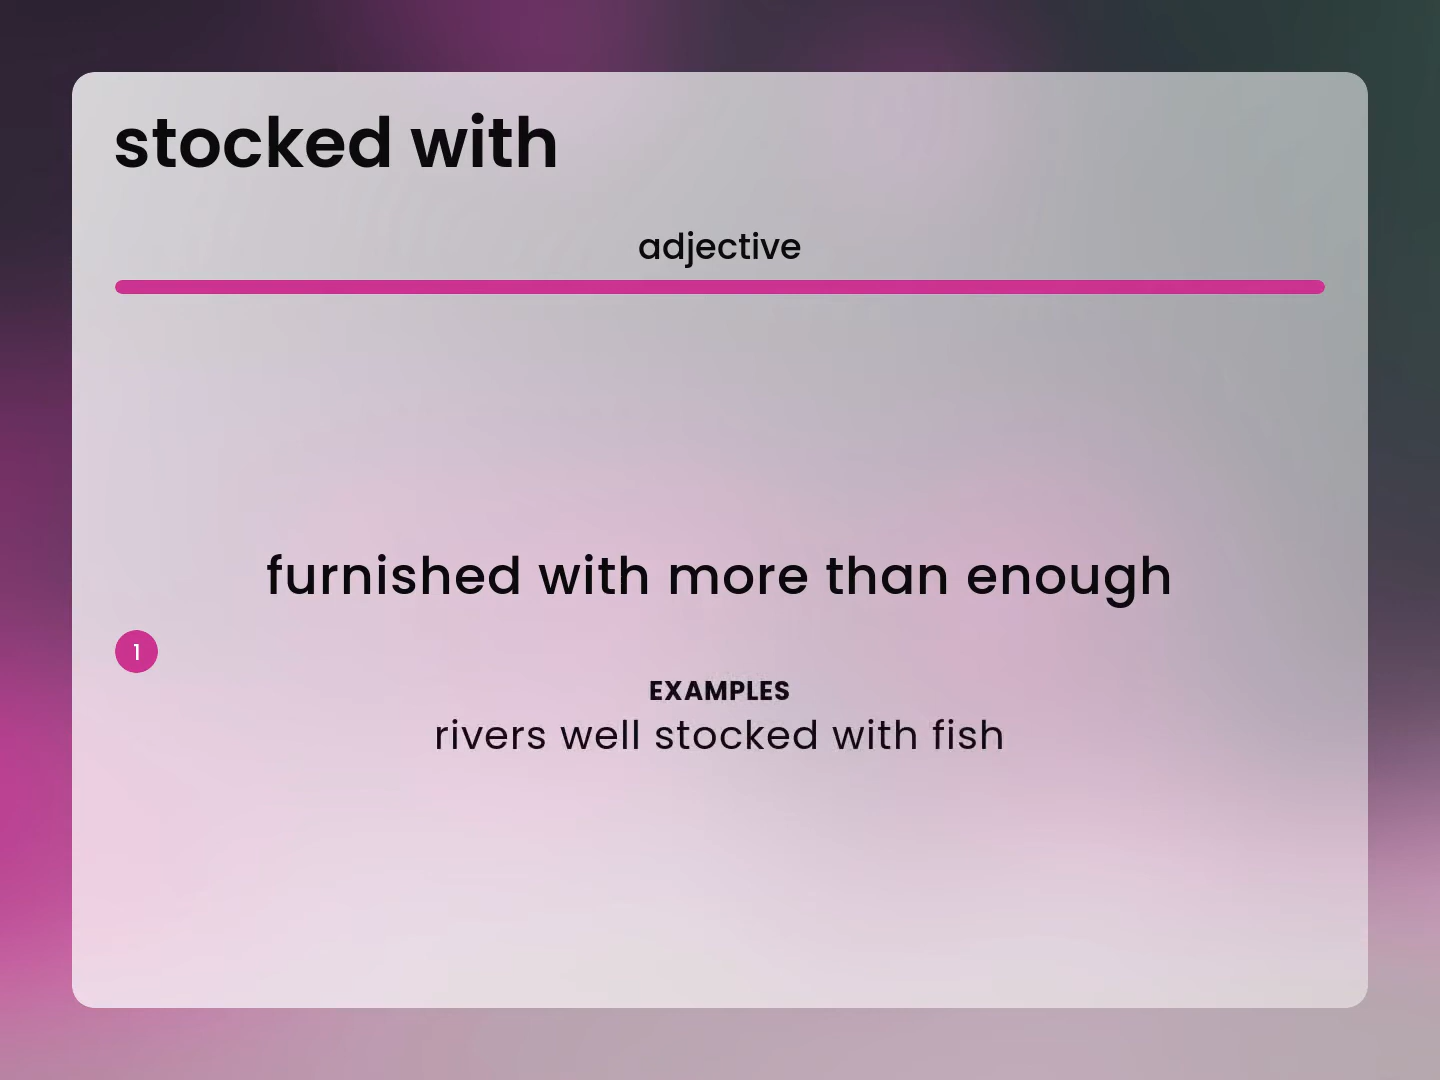 stocked with
adjective
furnished with more than enough
1
EXAMPLES
rivers well stocked with fish